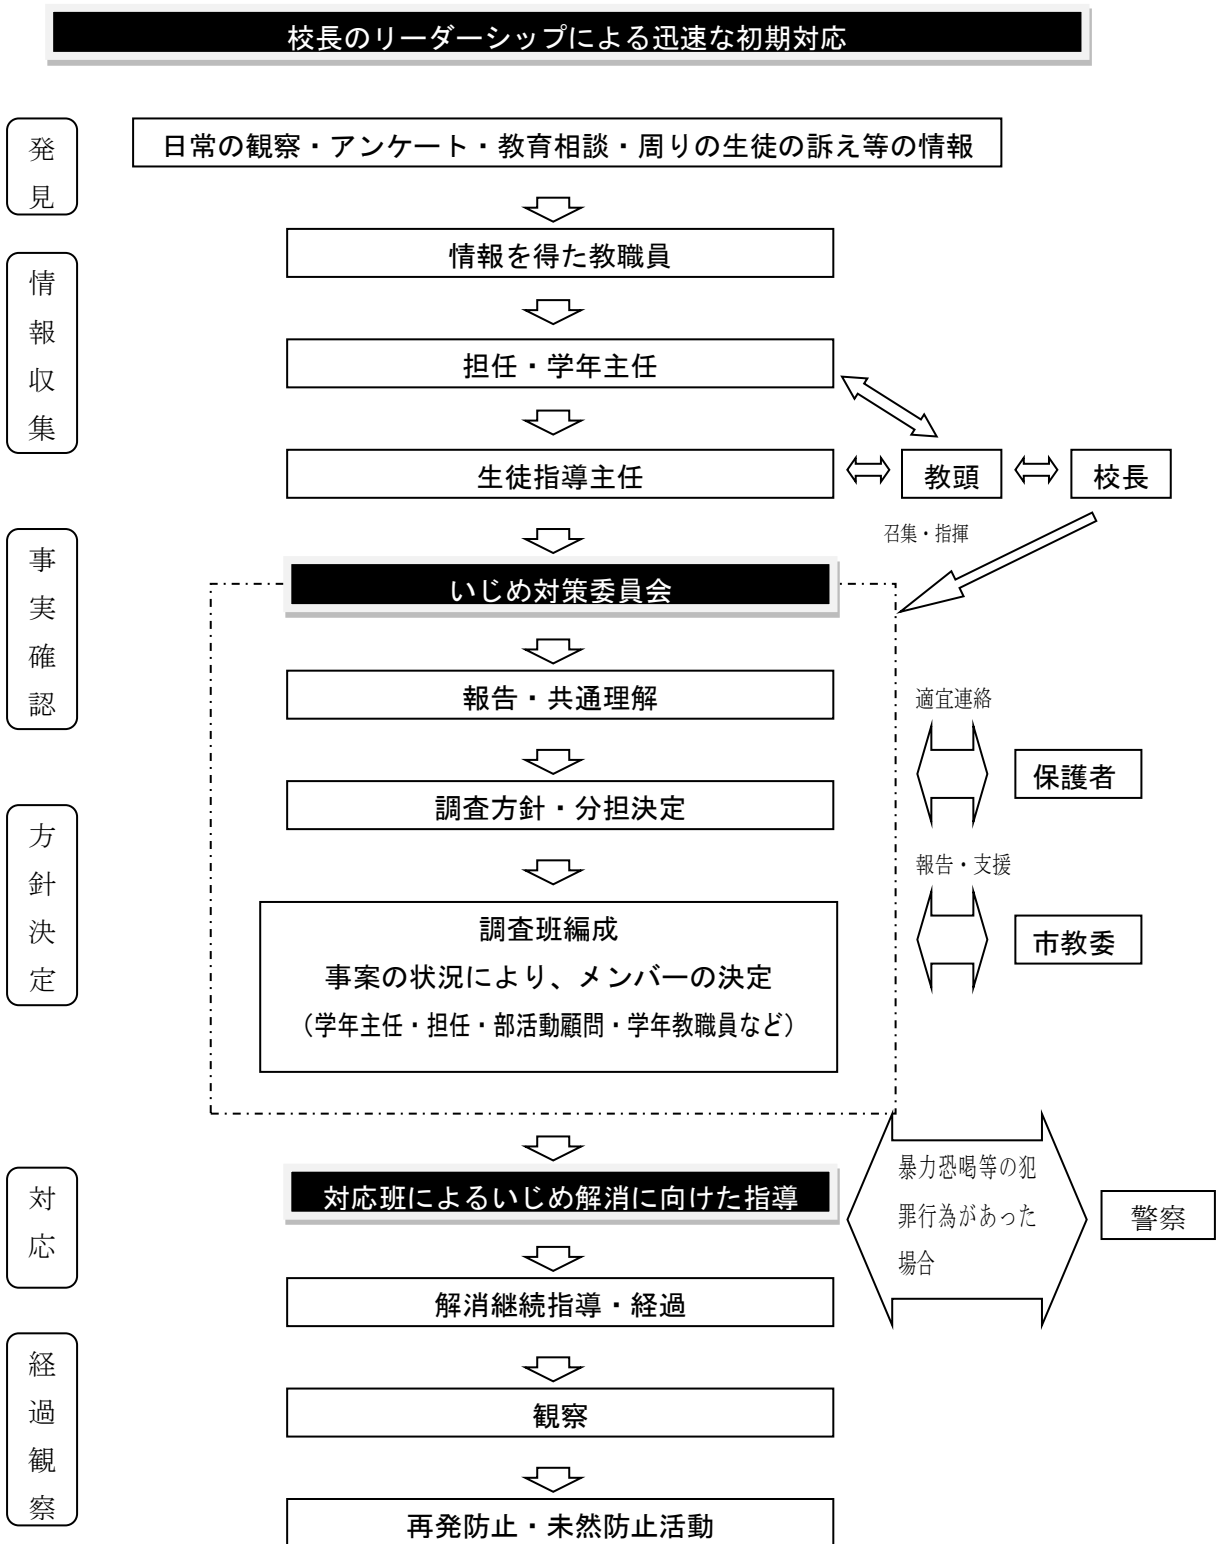 校長のリーダーシップによる迅速な初期対応
発見
日常の観察・アンケート・教育相談・周りの生徒の訴え等の情報
情報収集
情報を得た教職員
担任・学年主任
生徒指導主任
教頭
校長
召集・指揮
事実確認
いじめ対策委員会
報告・共通理解
適宜連絡
保護者
方針決定
調査方針・分担決定
報告・支援
市教委
調査班編成
事案の状況により、メンバーの決定
（学年主任・担任・部活動顧問・学年教職員など）
対応
対応班によるいじめ解消に向けた指導
暴力恐喝等の犯
罪行為があった
場合
警察
解消継続指導・経過
経過観察
観察
再発防止・未然防止活動